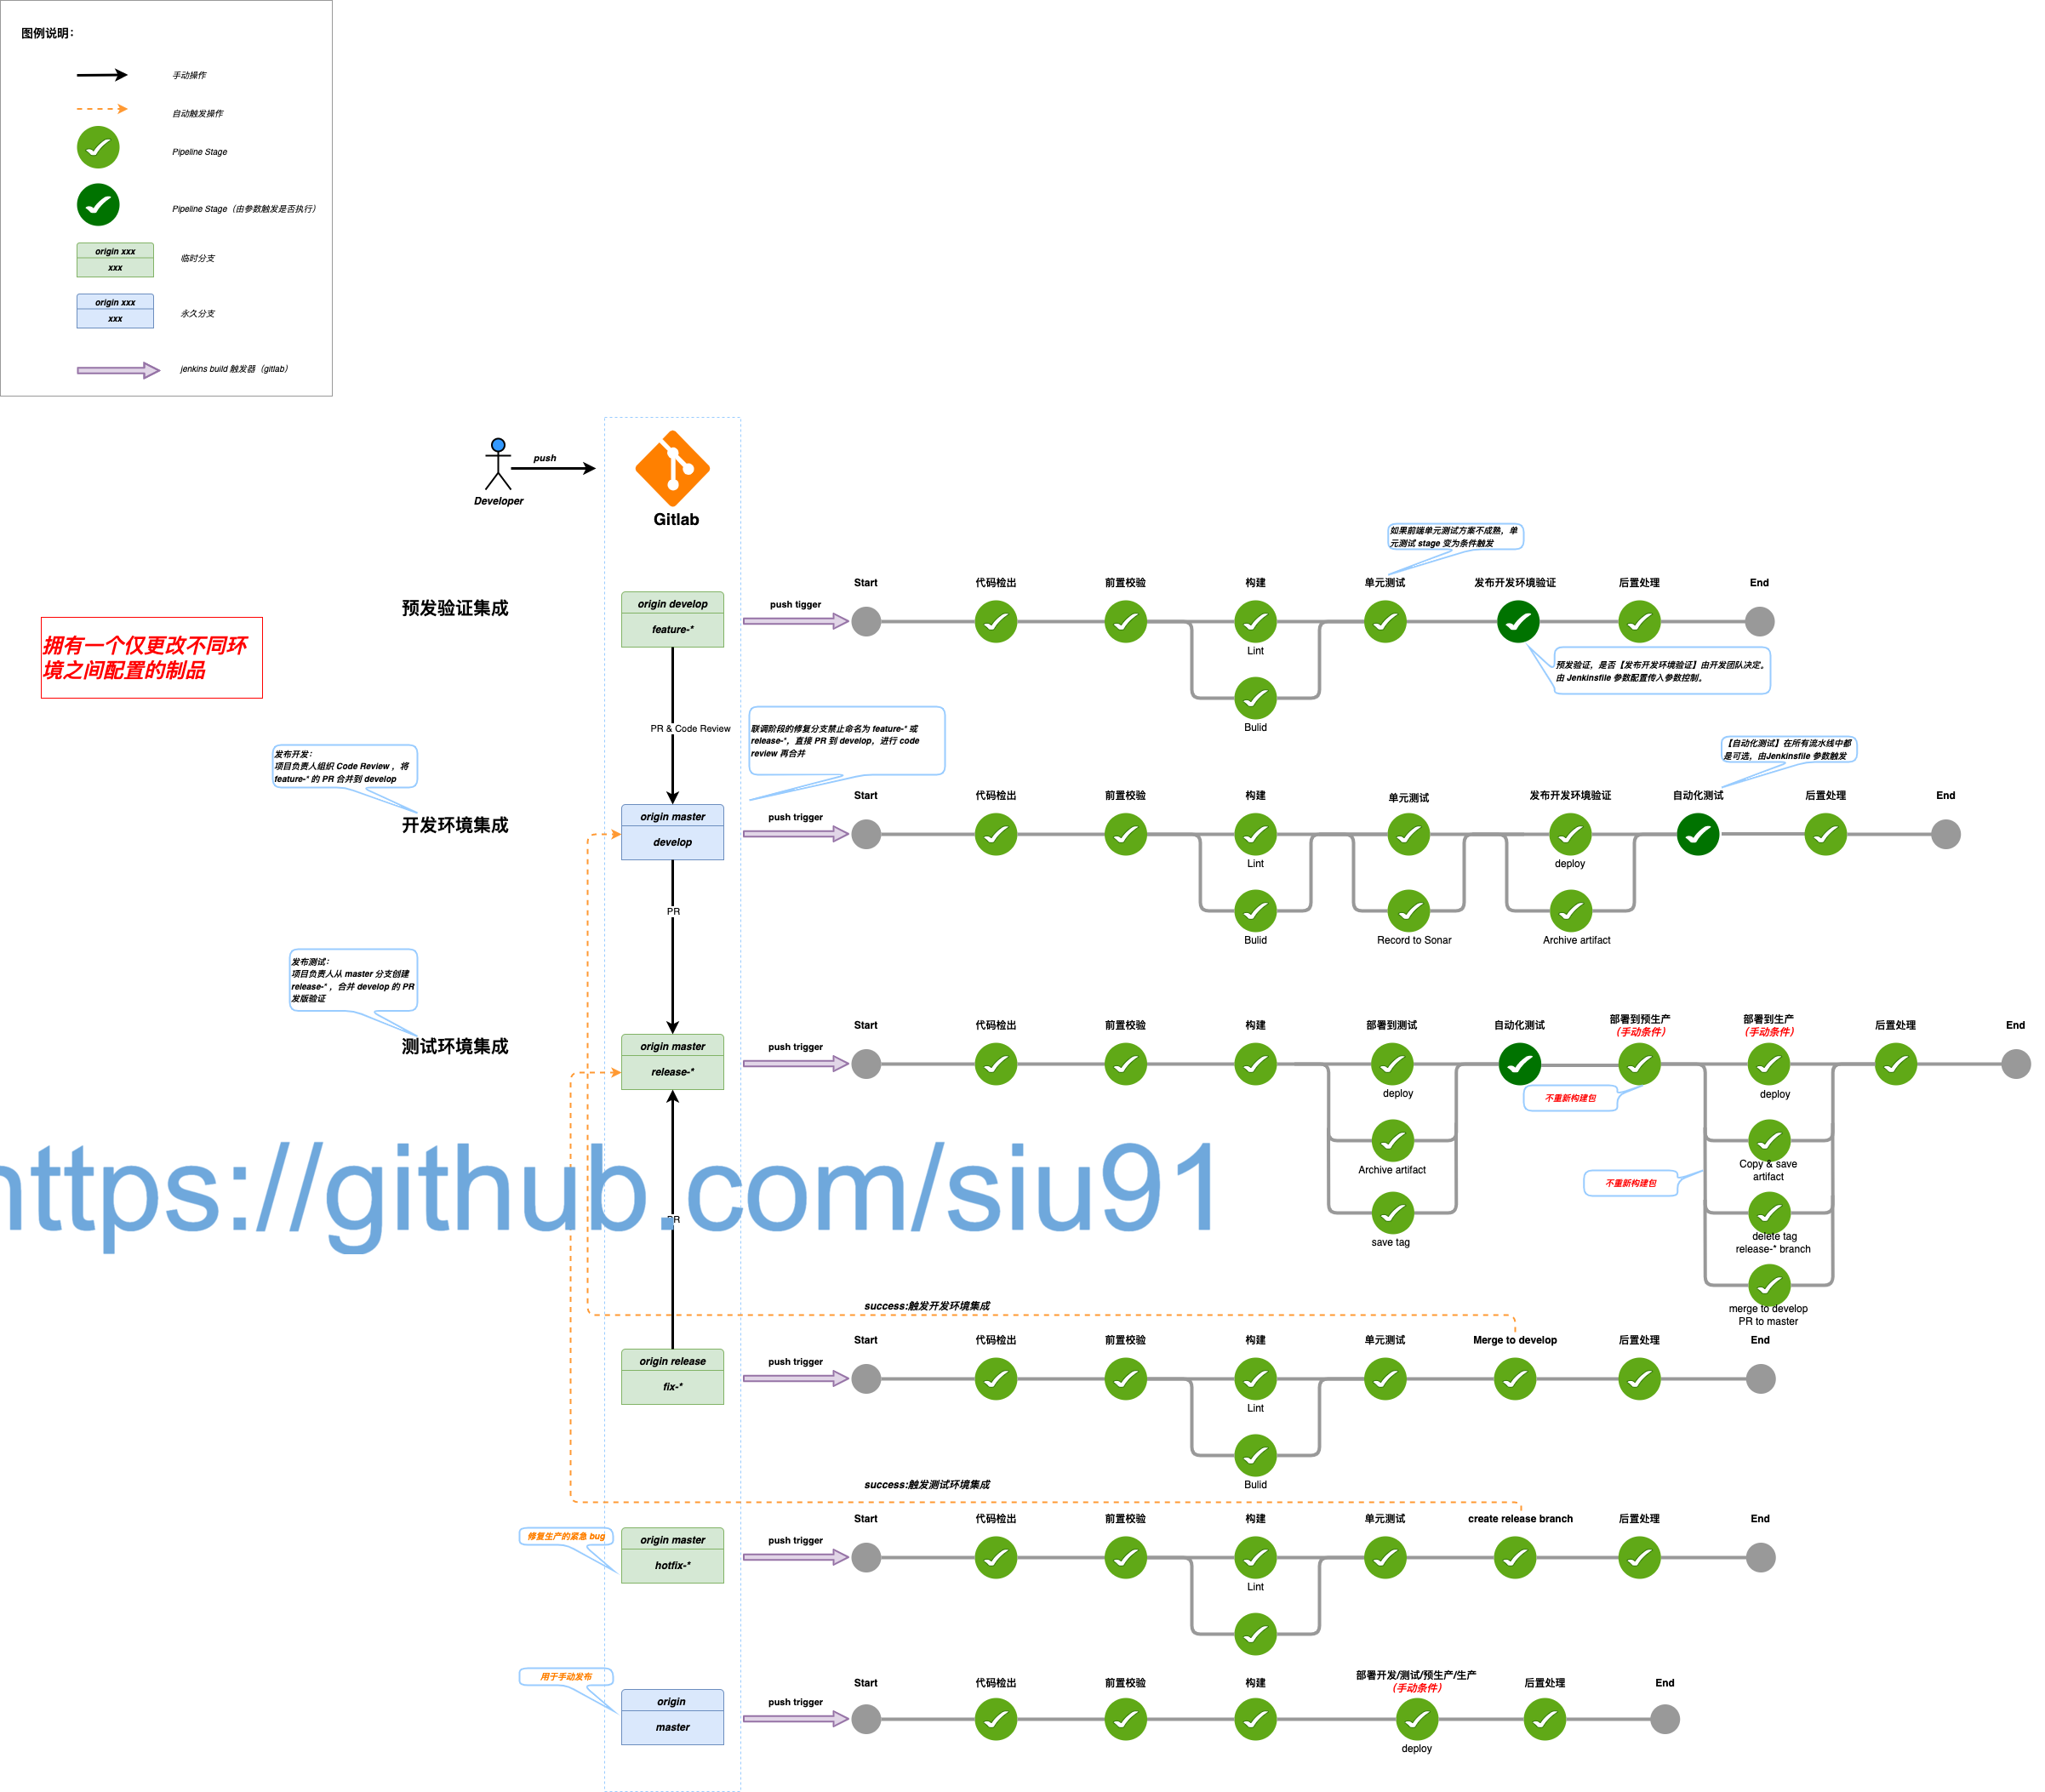 图例说明：
手动操作
自动触发操作
Pipeline Stage
Pipeline Stage（由参数触发是否执行）
origin xxx
xxx
临时分支
origin xxx
xxx
永久分支
jenkins build 触发器（gitlab）
push
Developer
Gitlab
如果前端单元测试方案不成熟，单
元测试 stage 变为条件触发
预发验证集成
origin develop
feature-*
push tigger
Start
代码检出
前置校验
构建
单元测试
发布开发环境验证
后置处理
End
Lint
Bulid
预发验证，是否【发布开发环境验证】由开发团队决定。
由 Jenkinsfile 参数配置传入参数控制。
拥有一个仅更改不同环
境之间配置的制品
PR & Code Review
联调阶段的修复分支禁止命名为 feature-* 或
release-*，直接 PR 到 develop，进行 code
review 再合并
发布开发：
项目负责人组织 Code Review ，将
feature-* 的 PR 合并到 develop
【自动化测试】在所有流水线中都
是可选，由Jenkinsfile 参数触发
开发环境集成
origin master
develop
push trigger
Start
代码检出
前置校验
构建
单元测试
发布开发环境验证
自动化测试
后置处理
End
Lint
deploy
Bulid
Record to Sonar
Archive artifact
PR
发布测试：
项目负责人从 master 分支创建
release-* ，合并 develop 的 PR
发版验证
测试环境集成
origin master
release-*
push trigger
Start
代码检出
前置校验
构建
部署到测试
自动化测试
部署到预生产
（手动条件）
部署到生产
（手动条件）
后置处理
End
deploy
不重新构建包
deploy
Archive artifact
Copy & save
artifact
不重新构建包
save tag
delete tag
release-* branch
merge to develop
PR to master
https://github.com/siu91
PR
success:触发开发环境集成
origin release
fix-*
push trigger
Start
代码检出
前置校验
构建
单元测试
Merge to develop
后置处理
End
Lint
Bulid
success:触发测试环境集成
修复生产的紧急 bug
origin master
hotfix-*
push trigger
Start
代码检出
前置校验
构建
单元测试
create release branch
后置处理
End
Lint
用于手动发布
origin
master
push trigger
Start
代码检出
前置校验
构建
部署开发/测试/预生产/生产
（手动条件）
后置处理
End
deploy